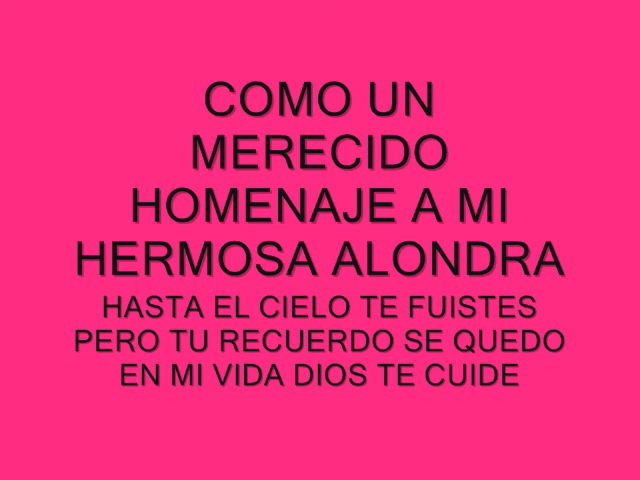 COMO UN
MERECIDO
HOMENAJE A MI
HERMOSA ALONDRA
HASTA EL CIELO TE FUISTES
PERO TU RECUERDO SE QUEDO
EN MI VIDA DIOS TE CUIDE